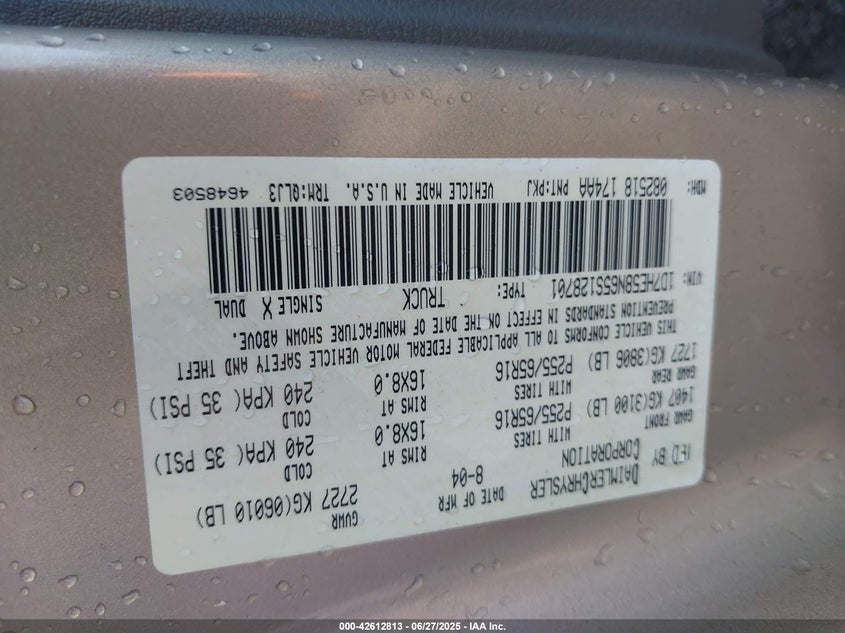 IED BY
DAIMLERCHRYSLER
CORPORATION
DATE OF MFR
8-04
GVWR
2727 KG(06010 LB)
GAWR FRONT
1407 KG(3100 LB)
WITH TIRES
P255/65R16
RIMS AT
16X8.0
COLD
240 KPA( 35 PSI)
GAWR REAR
1727 KG(3806 LB)
WITH TIRES
P255/65R16
RIMS AT
16X8.0
COLD
240 KPA( 35 PSI)
THIS VEHICLE CONFORMS TO ALL APPLICABLE FEDERAL MOTOR VEHICLE SAFETY AND THEFT
PREVENTION STANDARDS IN EFFECT ON THE DATE OF MANUFACTURE SHOWN ABOVE.
VIN: 1D7HE58N65S128701 TYPE: TRUCK SINGLE X DUAL
MDH: 082518 174AA PNT:PKJ VEHICLE MADE IN U.S.A. TRM:QLJ3 4648503
000-42612813 - 06/27/2025 - IAA Inc.